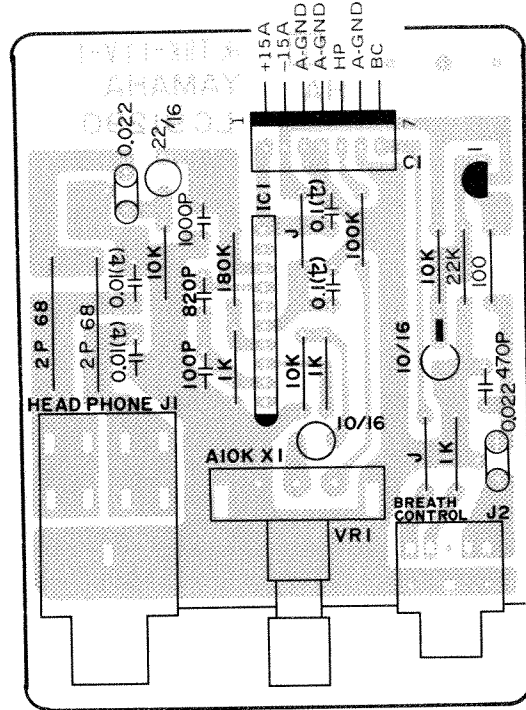 +15A
-15A
A-GND
A-GND
HP
A-GND
BC
1
7
C1
YAMAHA
0.022
22/16
1000P
IC1
J
0.1(4)
100K
1
2P 68
2P 68
0.01(4)
0.01(4)
10K
820P
180K
0.1(4)
10K
22K
100
100P
1K
10K
1K
10/16
470P
0.022
HEAD PHONE J1
10/16
A10K X1
J
1K
VR1
BREATH
CONTROL
J2